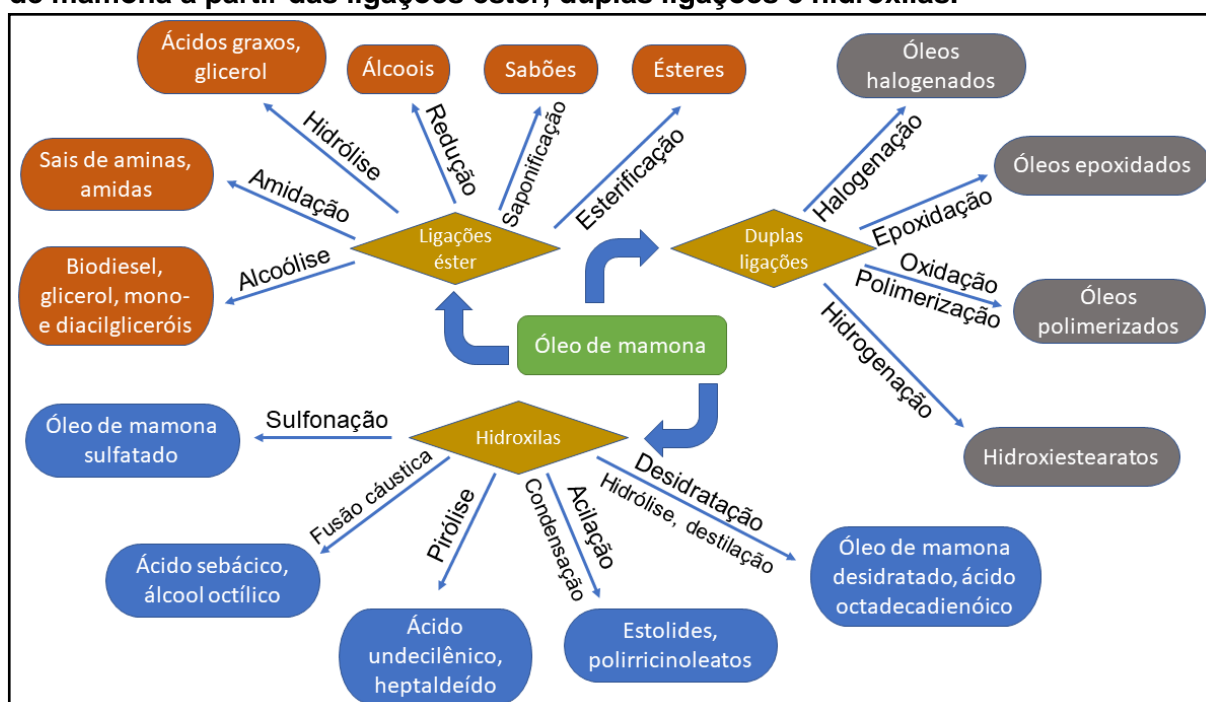 de mamona a partir das ligações éster, duplas ligações e hidroxilas.
Ácidos graxos,
glicerol
Álcoois
Sabões
Ésteres
Óleos
halogenados
Hidrólise
Redução
Saponificação
Esterificação
Halogenação
Sais de aminas,
amidas
Amidação
Óleos epoxidados
Epoxidação
Ligações
éster
Duplas
ligações
Biodiesel,
glicerol, mono-
e diacilgliceróis
Alcoólise
Oxidação
Polimerização
Óleos
polimerizados
Óleo de mamona
Hidrogenação
Óleo de mamona
sulfatado
Sulfonação
Hidroxilas
Hidroxiestearatos
Fusão cáustica
Pirólise
Condensação
Acilação
Desidratação
Hidrólise, destilação
Ácido sebácico,
álcool octílico
Óleo de mamona
desidratado, ácido
octadecadienóico
Ácido
undecilênico,
heptaldeído
Estolides,
polirricinoleatos